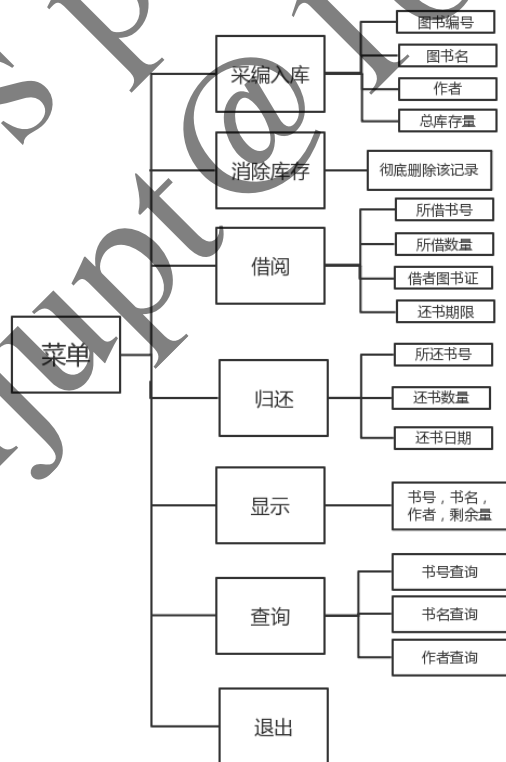 菜单
采编入库
图书编号
图书名
作者
总库存量
消除库存
彻底删除该记录
借阅
所借书号
所借数量
借者图书证
还书期限
归还
所还书号
还书数量
还书日期
显示
书号，书名，
作者，剩余量
查询
书号查询
书名查询
作者查询
退出